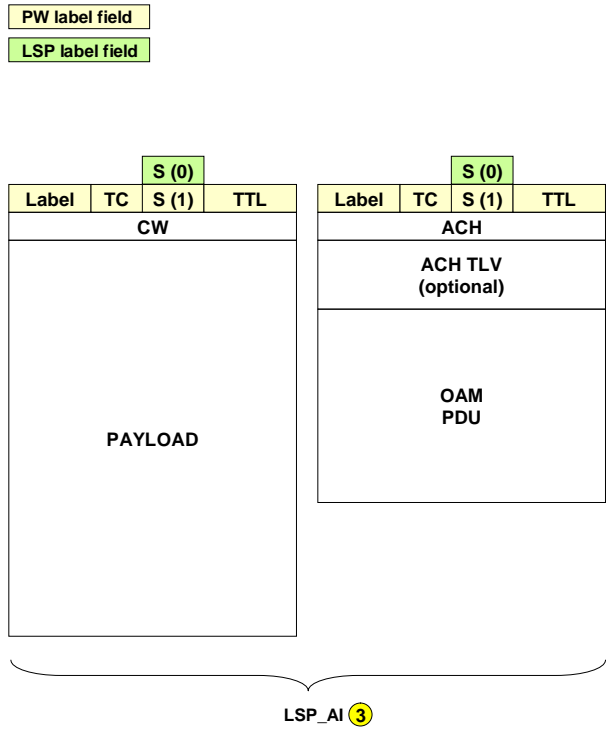 PW label field
LSP label field
S (0)
S (0)
Label TC S (1) TTL
Label TC S (1) TTL
CW
ACH
ACH TLV
(optional)
OAM
PDU
PAYLOAD
LSP_AI 3